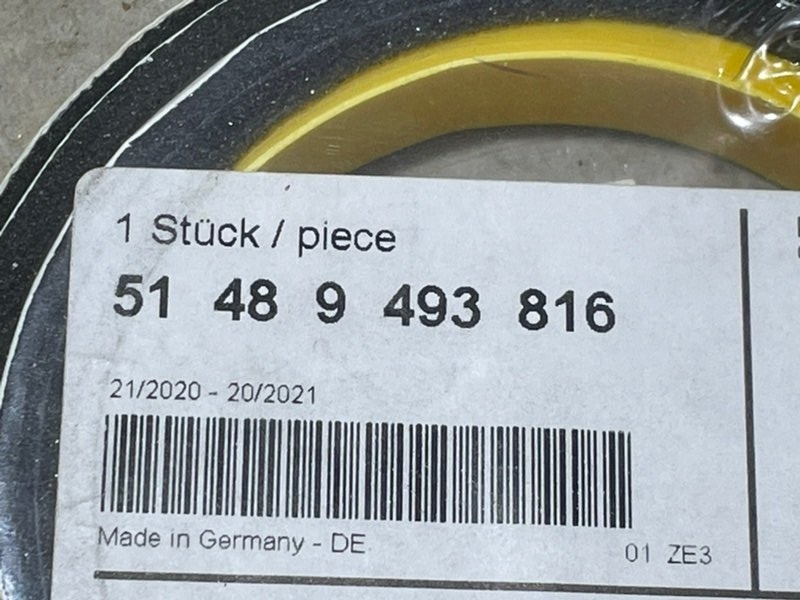 1 Stück / piece
51 48 9 493 816
21/2020 - 20/2021
Made in Germany - DE
01 ZE3